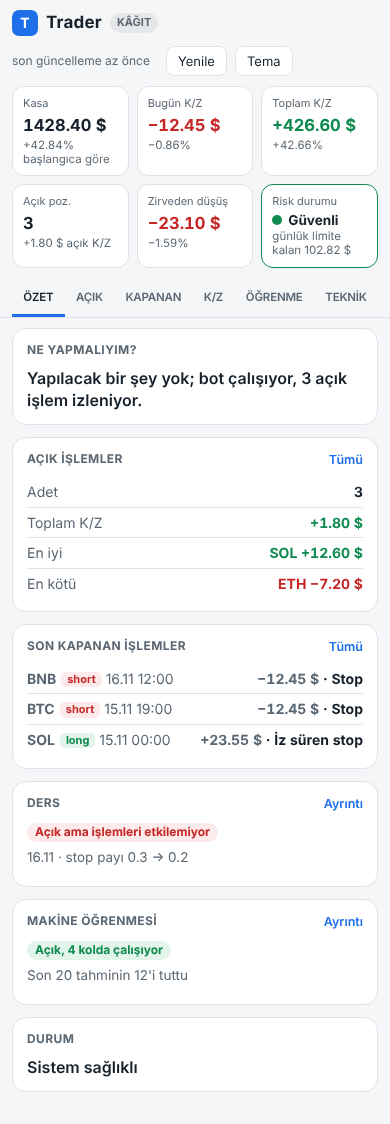 T Trader KÂĞIT
son güncelleme az önce Yenile Tema
Kasa
1428.40 $
+42.84%
başlangıca göre
Bugün K/Z
−12.45 $
−0.86%
Toplam K/Z
+426.60 $
+42.66%
Açık poz.
3
+1.80 $ açık K/Z
Zirveden düşüş
−23.10 $
−1.59%
Risk durumu
Güvenli
günlük limite
kalan 102.82 $
ÖZET AÇIK KAPANAN K/Z ÖĞRENME TEKNİK
NE YAPMALIYIM?
Yapılacak bir şey yok; bot çalışıyor, 3 açık
işlem izleniyor.
AÇIK İŞLEMLER Tümü
Adet 3
Toplam K/Z +1.80 $
En iyi SOL +12.60 $
En kötü ETH −7.20 $
SON KAPANAN İŞLEMLER Tümü
BNB short 16.11 12:00 −12.45 $ · Stop
BTC short 15.11 19:00 −12.45 $ · Stop
SOL long 15.11 00:00 +23.55 $ · İz süren stop
DERS Ayrıntı
Açık ama işlemleri etkilemiyor
16.11 · stop payı 0.3 → 0.2
MAKİNE ÖĞRENMESİ Ayrıntı
Açık, 4 kolda çalışıyor
Son 20 tahminin 12'i tuttu
DURUM
Sistem sağlıklı